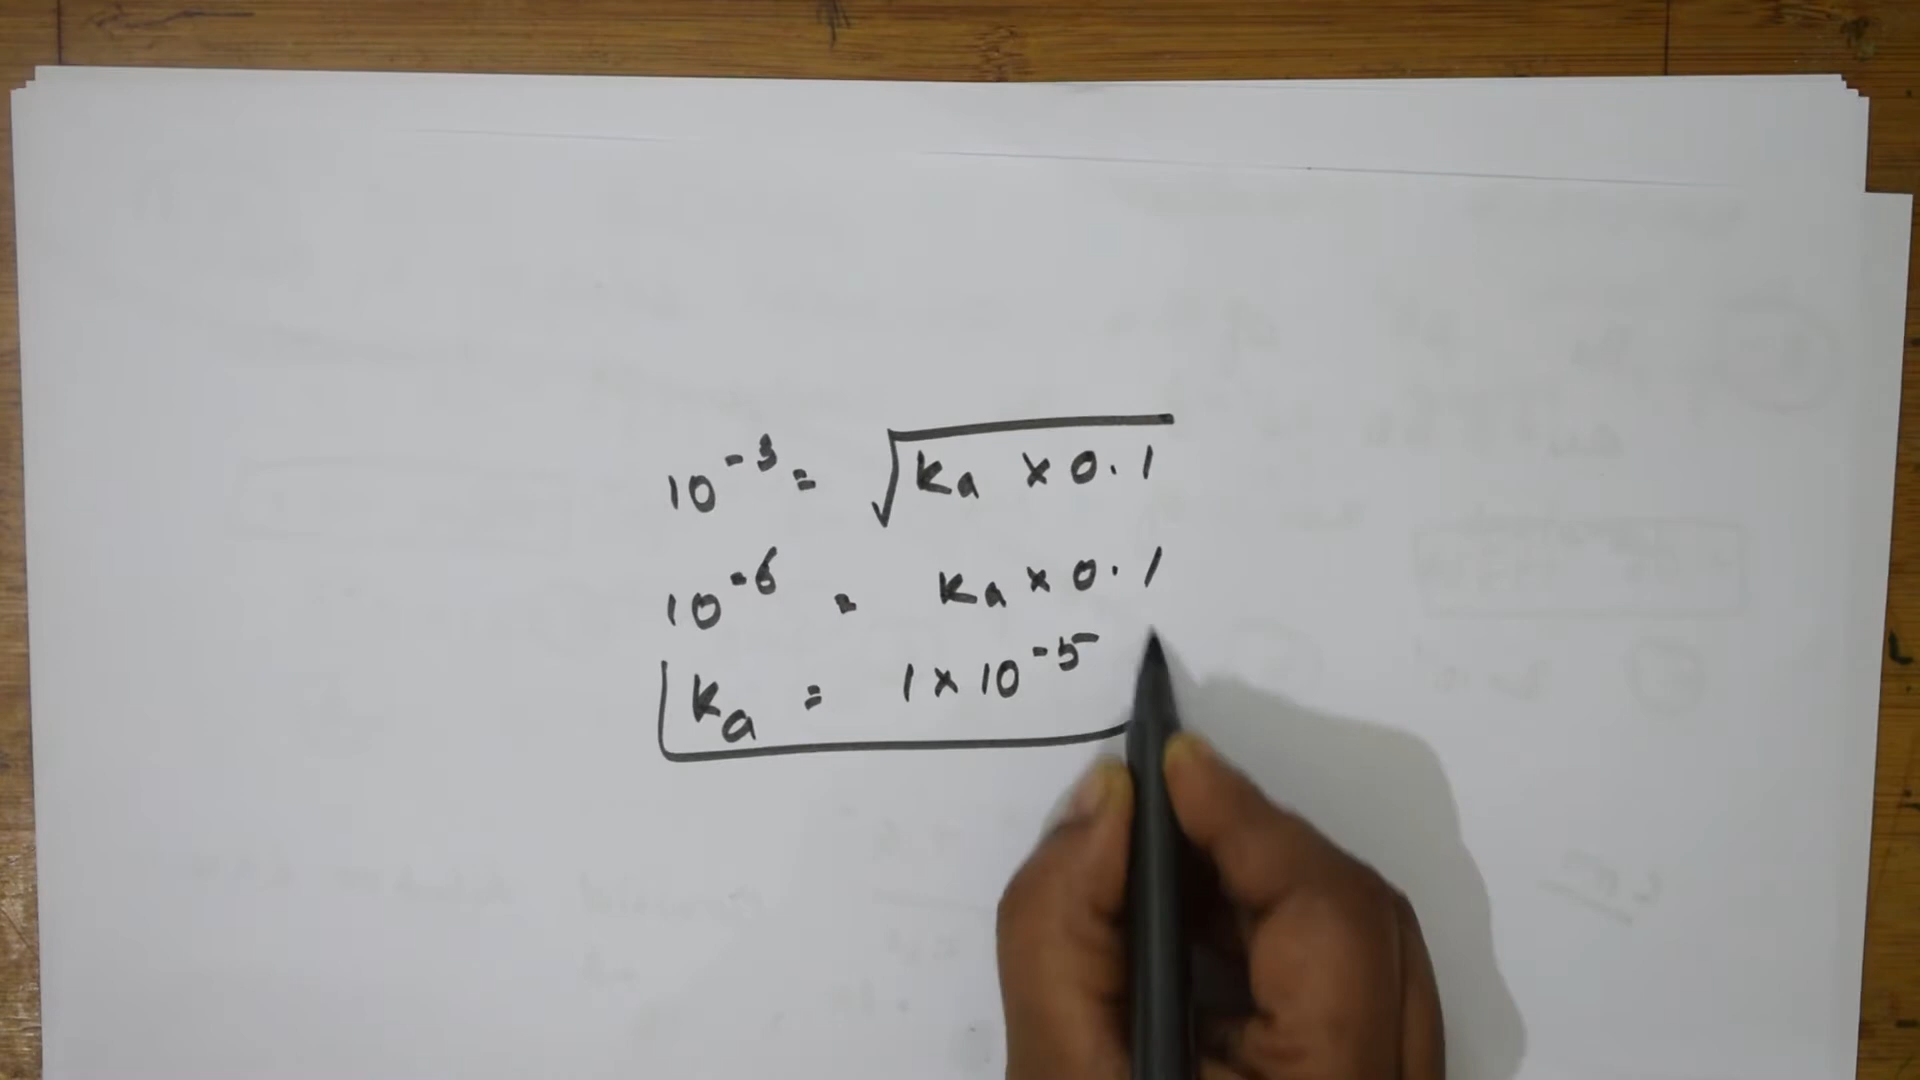 10⁻³ = √Ka × 0.1
10⁻⁶ = Ka × 0.1
Ka = 1 × 10⁻⁵